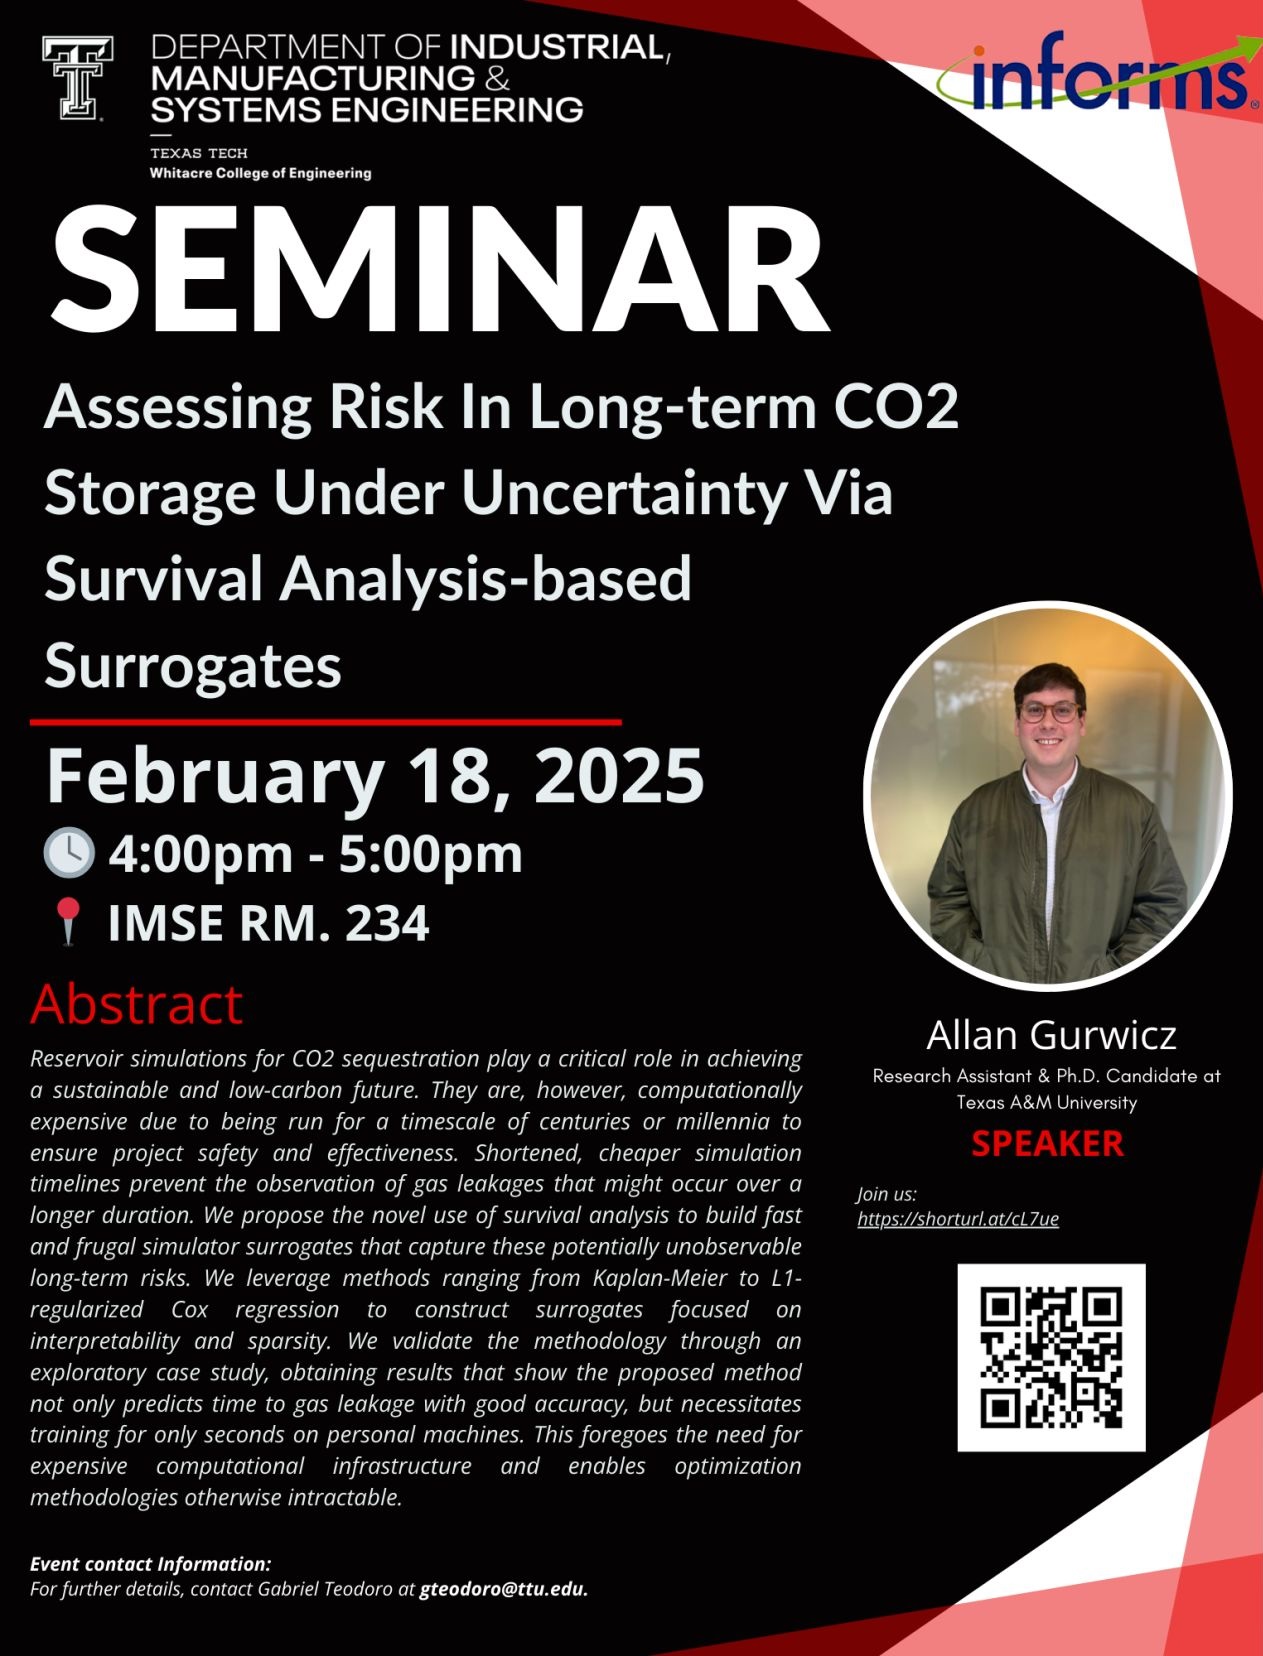 DEPARTMENT OF INDUSTRIAL,
MANUFACTURING &
SYSTEMS ENGINEERING
TEXAS TECH
Whitacre College of Engineering
informs®
SEMINAR
Assessing Risk In Long-term CO2
Storage Under Uncertainty Via
Survival Analysis-based
Surrogates
February 18, 2025
4:00pm - 5:00pm
IMSE RM. 234
Abstract
Reservoir simulations for CO2 sequestration play a critical role in achieving
a sustainable and low-carbon future. They are, however, computationally
expensive due to being run for a timescale of centuries or millennia to
ensure project safety and effectiveness. Shortened, cheaper simulation
timelines prevent the observation of gas leakages that might occur over a
longer duration. We propose the novel use of survival analysis to build fast
and frugal simulator surrogates that capture these potentially unobservable
long-term risks. We leverage methods ranging from Kaplan-Meier to L1-
regularized Cox regression to construct surrogates focused on
interpretability and sparsity. We validate the methodology through an
exploratory case study, obtaining results that show the proposed method
not only predicts time to gas leakage with good accuracy, but necessitates
training for only seconds on personal machines. This foregoes the need for
expensive computational infrastructure and enables optimization
methodologies otherwise intractable.
Event contact Information:
For further details, contact Gabriel Teodoro at gteodoro@ttu.edu.
Allan Gurwicz
Research Assistant & Ph.D. Candidate at
Texas A&M University
SPEAKER
Join us:
https://shorturl.at/cL7ue